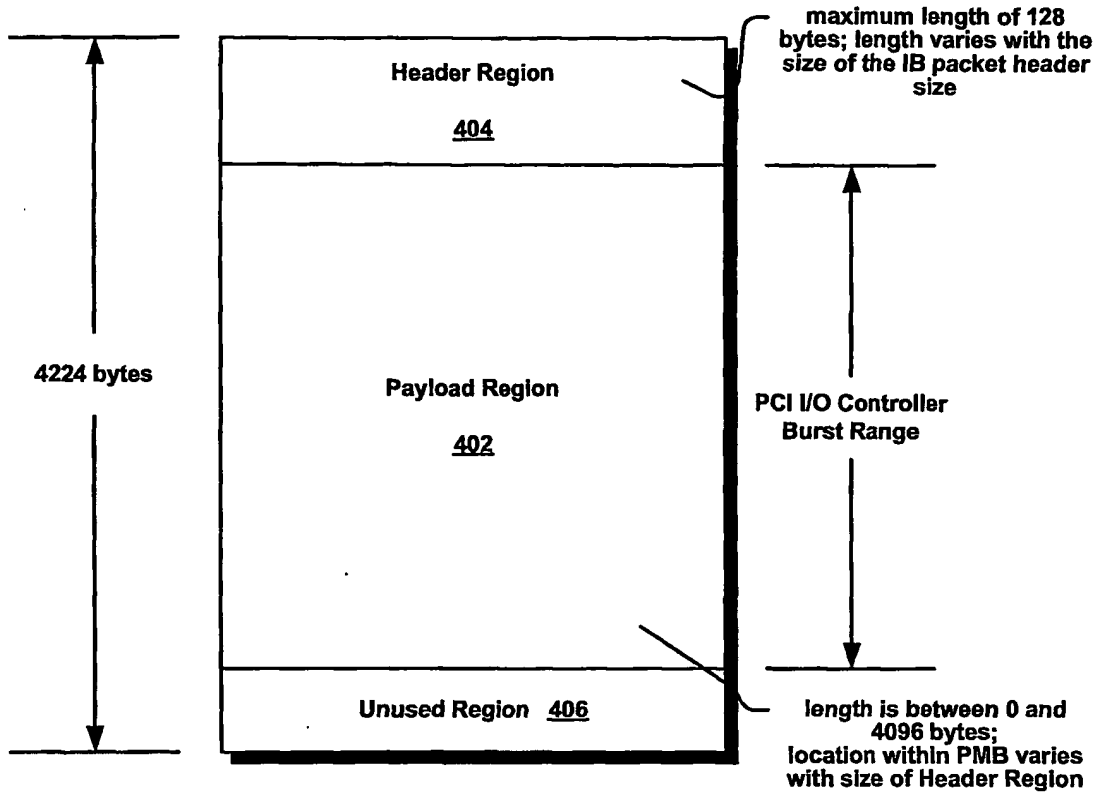 maximum length of 128
bytes; length varies with the
size of the IB packet header
size
Header Region
404
4224 bytes
Payload Region
402
PCI I/O Controller
Burst Range
Unused Region 406
length is between 0 and
4096 bytes;
location within PMB varies
with size of Header Region